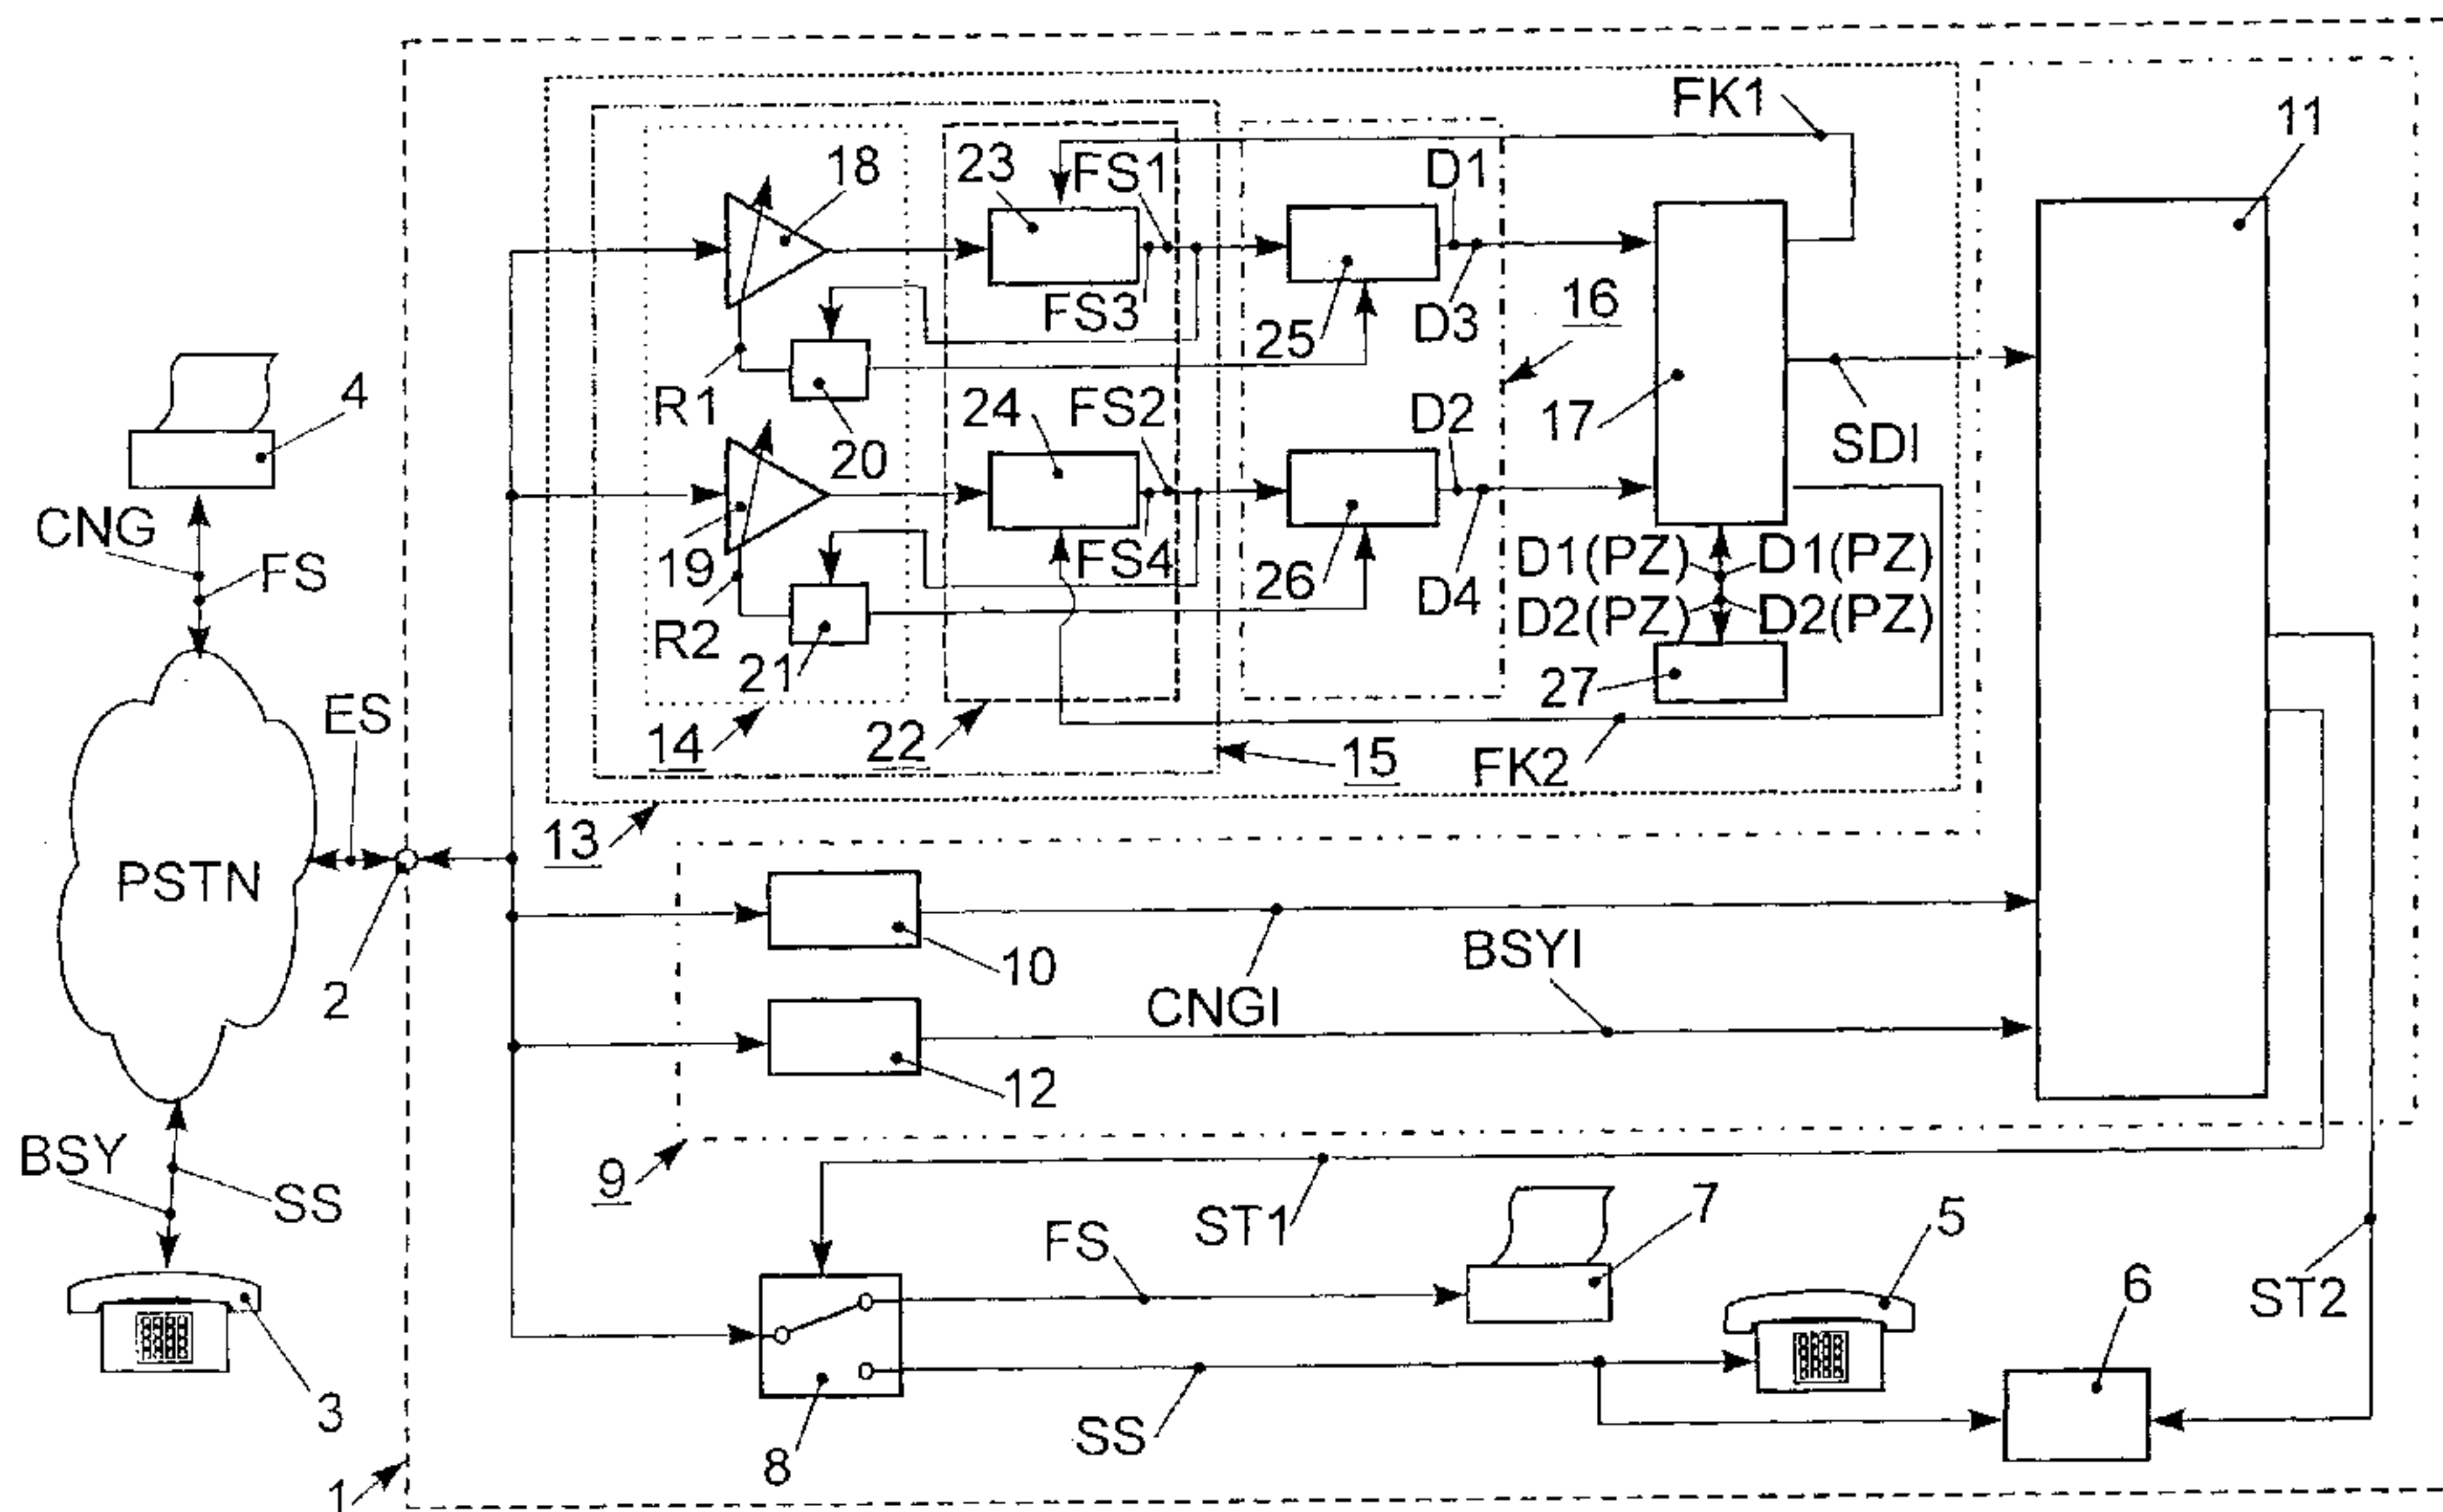 FK1
11
18
23
FS1
D1
FS3
25
D3
16
4
R1
20
24
FS2
D2
17
SDI
CNG
FS
19
FS4
26
D4
D1(PZ)
D1(PZ)
D2(PZ)
D2(PZ)
R2
21
27
ES
14
22
15
FK2
13
PSTN
2
10
CNGI
BSYI
12
BSY
SS
9
ST1
FS
7
5
6
ST2
3
8
SS
1